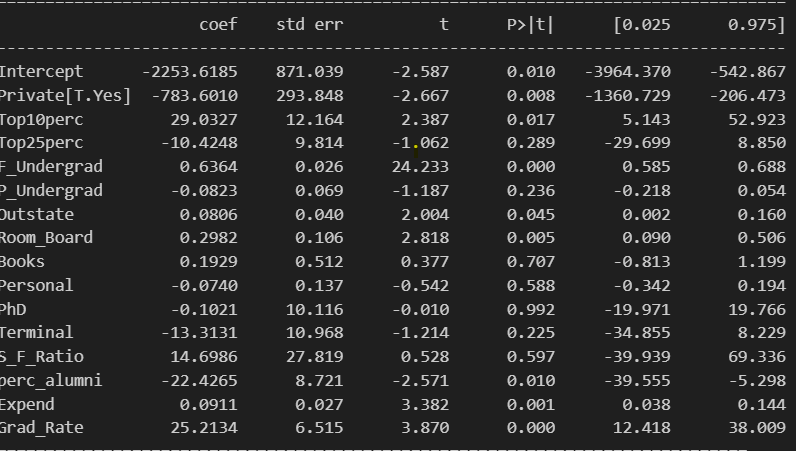 coef std err t P>|t| [0.025 0.975]
Intercept -2253.6185 871.039 -2.587 0.010 -3964.370 -542.867
Private[T.Yes] -783.6010 293.848 -2.667 0.008 -1360.729 -206.473
Top10perc 29.0327 12.164 2.387 0.017 5.143 52.923
Top25perc -10.4248 9.814 -1.062 0.289 -29.699 8.850
F_Undergrad 0.6364 0.026 24.233 0.000 0.585 0.688
P_Undergrad -0.0823 0.069 -1.187 0.236 -0.218 0.054
Outstate 0.0806 0.040 2.004 0.045 0.002 0.160
Room_Board 0.2982 0.106 2.818 0.005 0.090 0.506
Books 0.1929 0.512 0.377 0.707 -0.813 1.199
Personal -0.0740 0.137 -0.542 0.588 -0.342 0.194
PhD -0.1021 10.116 -0.010 0.992 -19.971 19.766
Terminal -13.3131 10.968 -1.214 0.225 -34.855 8.229
S_F_Ratio 14.6986 27.819 0.528 0.597 -39.939 69.336
perc_alumni -22.4265 8.721 -2.571 0.010 -39.555 -5.298
Expend 0.0911 0.027 3.382 0.001 0.038 0.144
Grad_Rate 25.2134 6.515 3.870 0.000 12.418 38.009